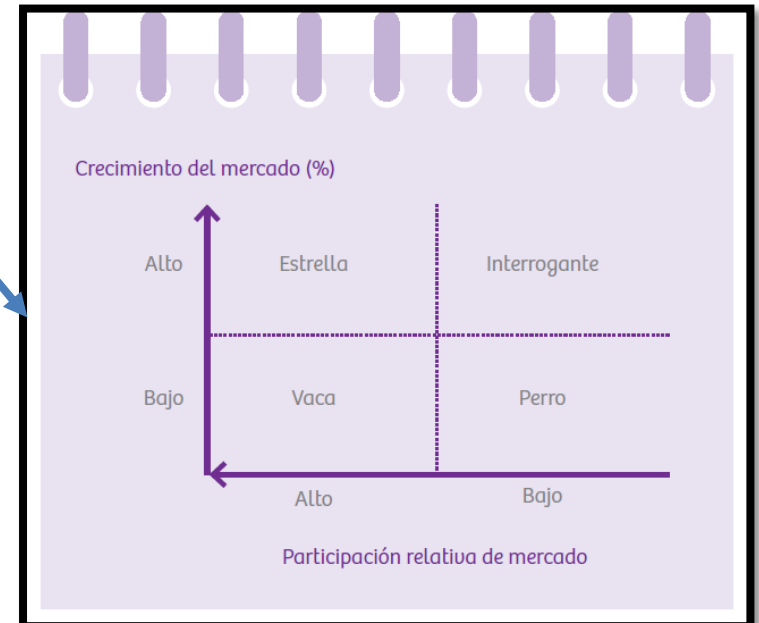 Crecimiento del mercado (%)
Alto Estrella Interrogante
Bajo Vaca Perro
Alto Bajo
Participación relativa de mercado